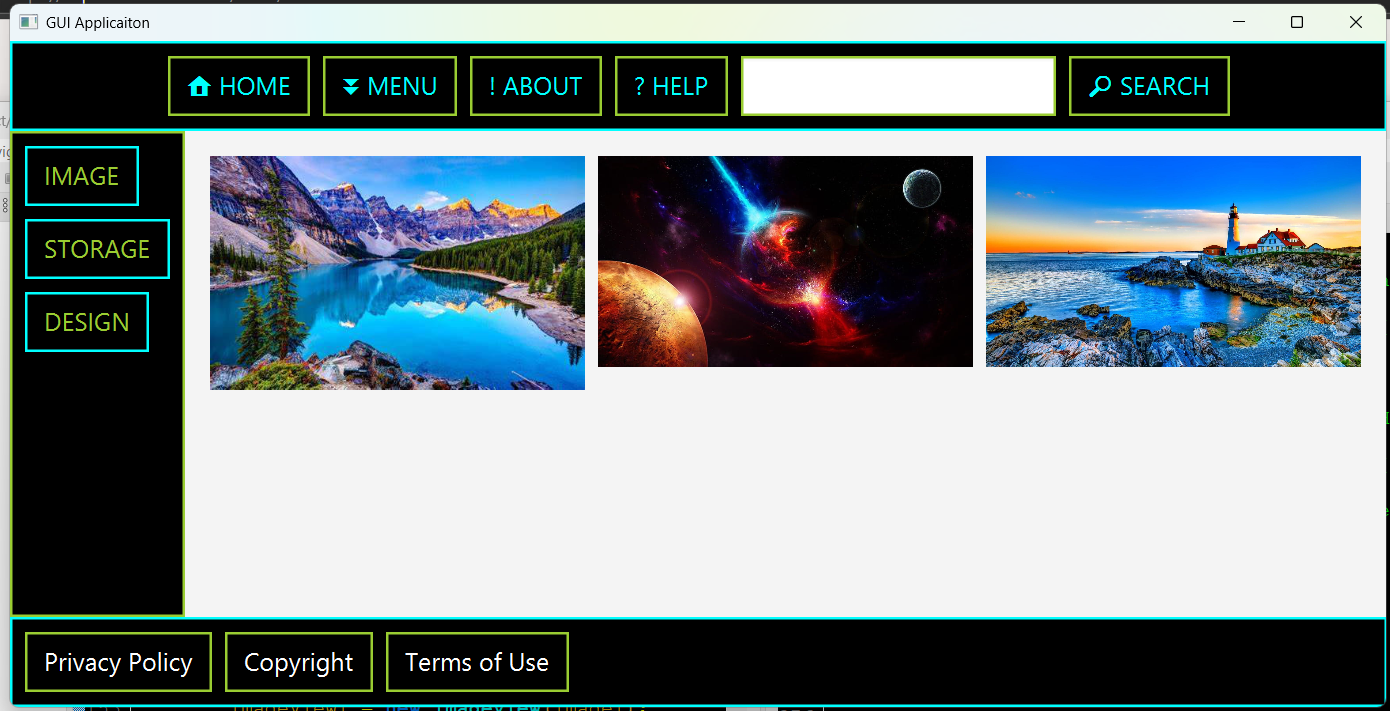 GUI Applicaiton
HOME MENU ! ABOUT ? HELP SEARCH
IMAGE
STORAGE
DESIGN
Privacy Policy Copyright Terms of Use